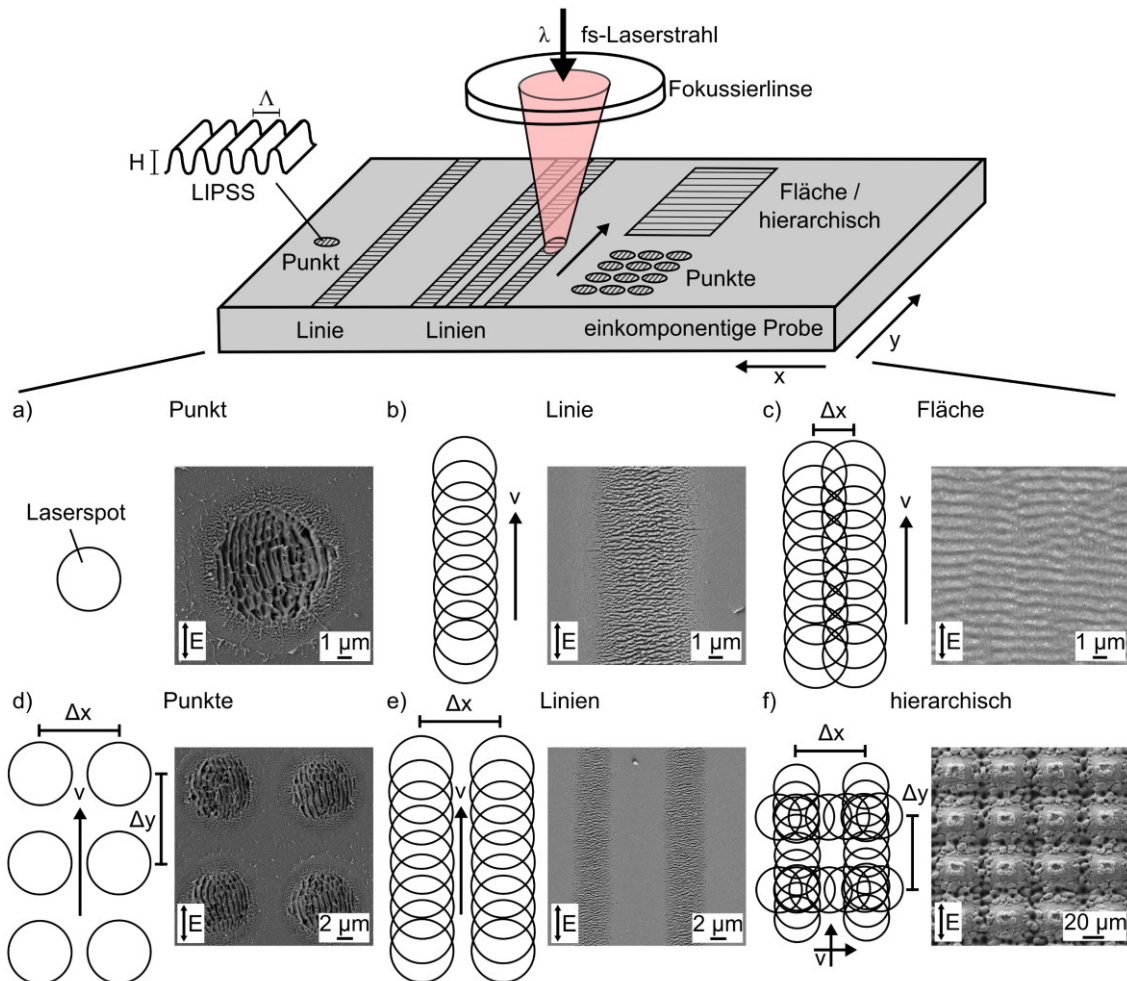 λ
fs-Laserstrahl
Fokussierlinse
Λ
H
LIPSS
Punkt
Fläche /
hierarchisch
Punkte
Linie
Linien
einkomponentige Probe
y
x
a)
Punkt
Laserspot
E
1 µm
b)
Linie
v
E
1 µm
c)
Fläche
Δx
v
E
1 µm
d)
Punkte
Δx
v
Δy
E
2 µm
e)
Linien
Δx
v
E
2 µm
f)
hierarchisch
Δx
Δy
v
E
20 µm